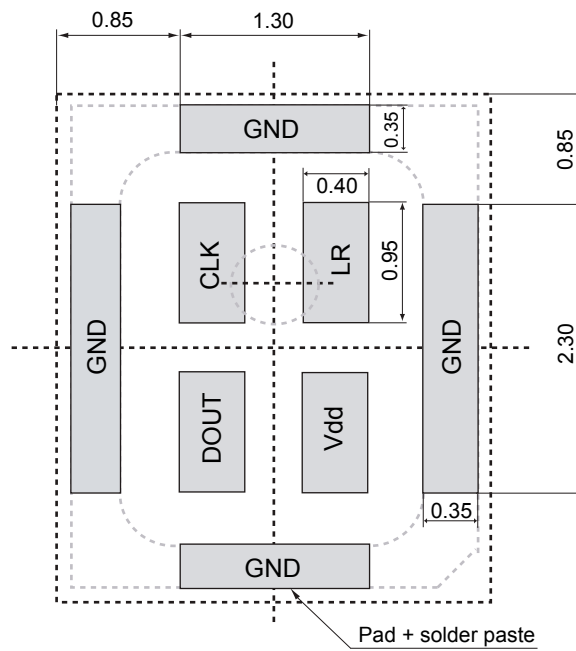 0.85
1.30
GND
0.35
0.85
0.40
CLK
LR
0.95
GND
GND
2.30
DOUT
Vdd
0.35
GND
Pad + solder paste